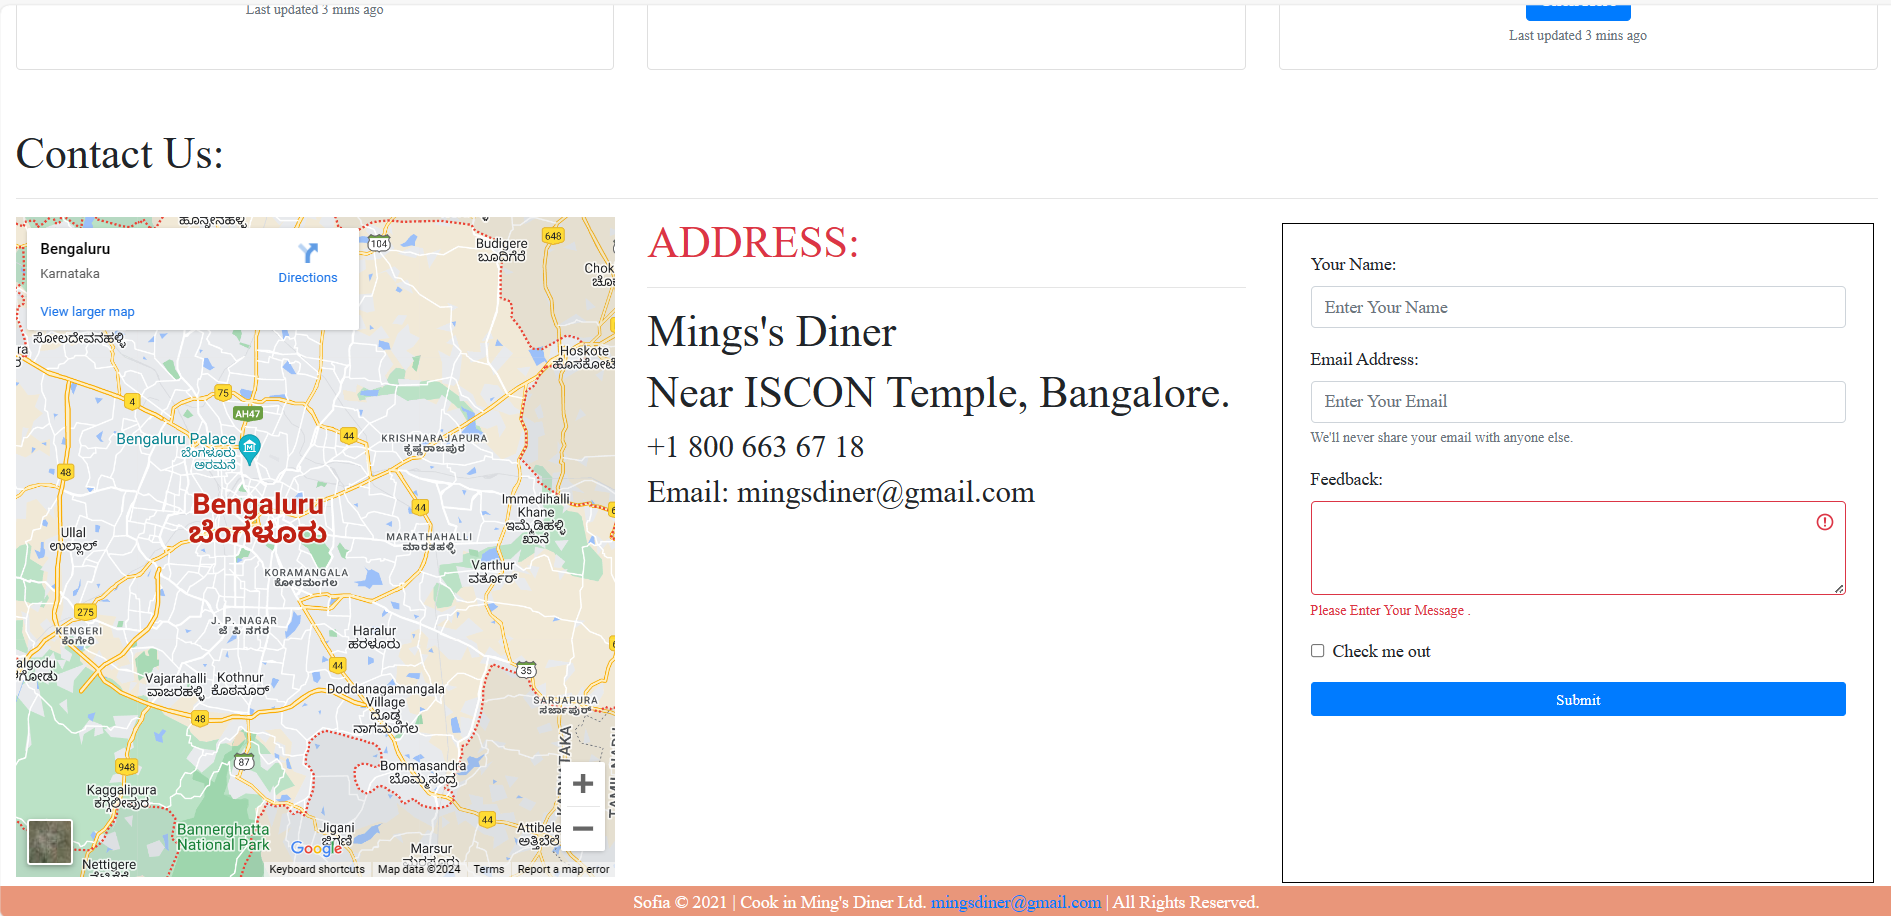 Last updated 3 mins ago
Last updated 3 mins ago
Contact Us:
ಹೊನ್ನೇನಹಳ್ಳಿ
Bengaluru
Karnataka
Directions
View larger map
ಸೋಲದೇವನಹಳ್ಳಿ
104
Budigere
ಬೂದಿಗೆರೆ
648
Chok
ಚೊಕ
Hoskote
ಹೊಸಕೋಟೆ
4
75
AH47
44
Bengaluru Palace
ಬೆಂಗಳೂರು
ಅರಮನೆ
KRISHNARAJAPURA
ಕೃಷ್ಣರಾಜಪುರ
48
Bengaluru
ಬೆಂಗಳೂರು
44
Immedihalli
Khane
ಇಮ್ಮಡಿಹಳ್ಳಿ
ಖಾನೆ
Ullal
ಉಲ್ಲಾಳ್
MARATHAHALLI
ಮಾರತಹಳ್ಳಿ
KORAMANGALA
ಕೋರಮಂಗಲ
Varthur
ವರ್ತೂರ್
275
J. P. NAGAR
ಜೆ ಪಿ ನಗರ
KENGERI
ಕೆಂಗೇರಿ
Haralur
ಹರಳೂರು
algodu
ಗೋಡು
44
35
Vajarahalli
ವಾಜರಹಳ್ಳಿ
Kothnur
ಕೊಠನೂರ್
Doddanagamangala
Village
ದೊಡ್ಡ
ನಾಗಮಂಗಲ
SARJAPURA
ಸರ್ಜಾಪುರ್
48
87
948
Kaggalipura
ಕಗ್ಗಲೀಪುರ
Bommasandra
ಬೊಮ್ಮಸಂದ್ರ
KARNATAKA
TAMIL NADU
44
Bannerghatta
National Park
Jigani
ಜಿಗಣಿ
Attibele
ಅತ್ತಿಬೆಲೆ
Marsur
ಮರಸೂರು
Nettigere
Google
Keyboard shortcuts
Map data ©2024
Terms
Report a map error
ADDRESS:
Mings's Diner
Near ISCON Temple, Bangalore.
+1 800 663 67 18
Email: mingsdiner@gmail.com
Your Name:
Enter Your Name
Email Address:
Enter Your Email
We'll never share your email with anyone else.
Feedback:
Please Enter Your Message .
Check me out
Submit
Sofia © 2021 | Cook in Ming's Diner Ltd. mingsdiner@gmail.com | All Rights Reserved.